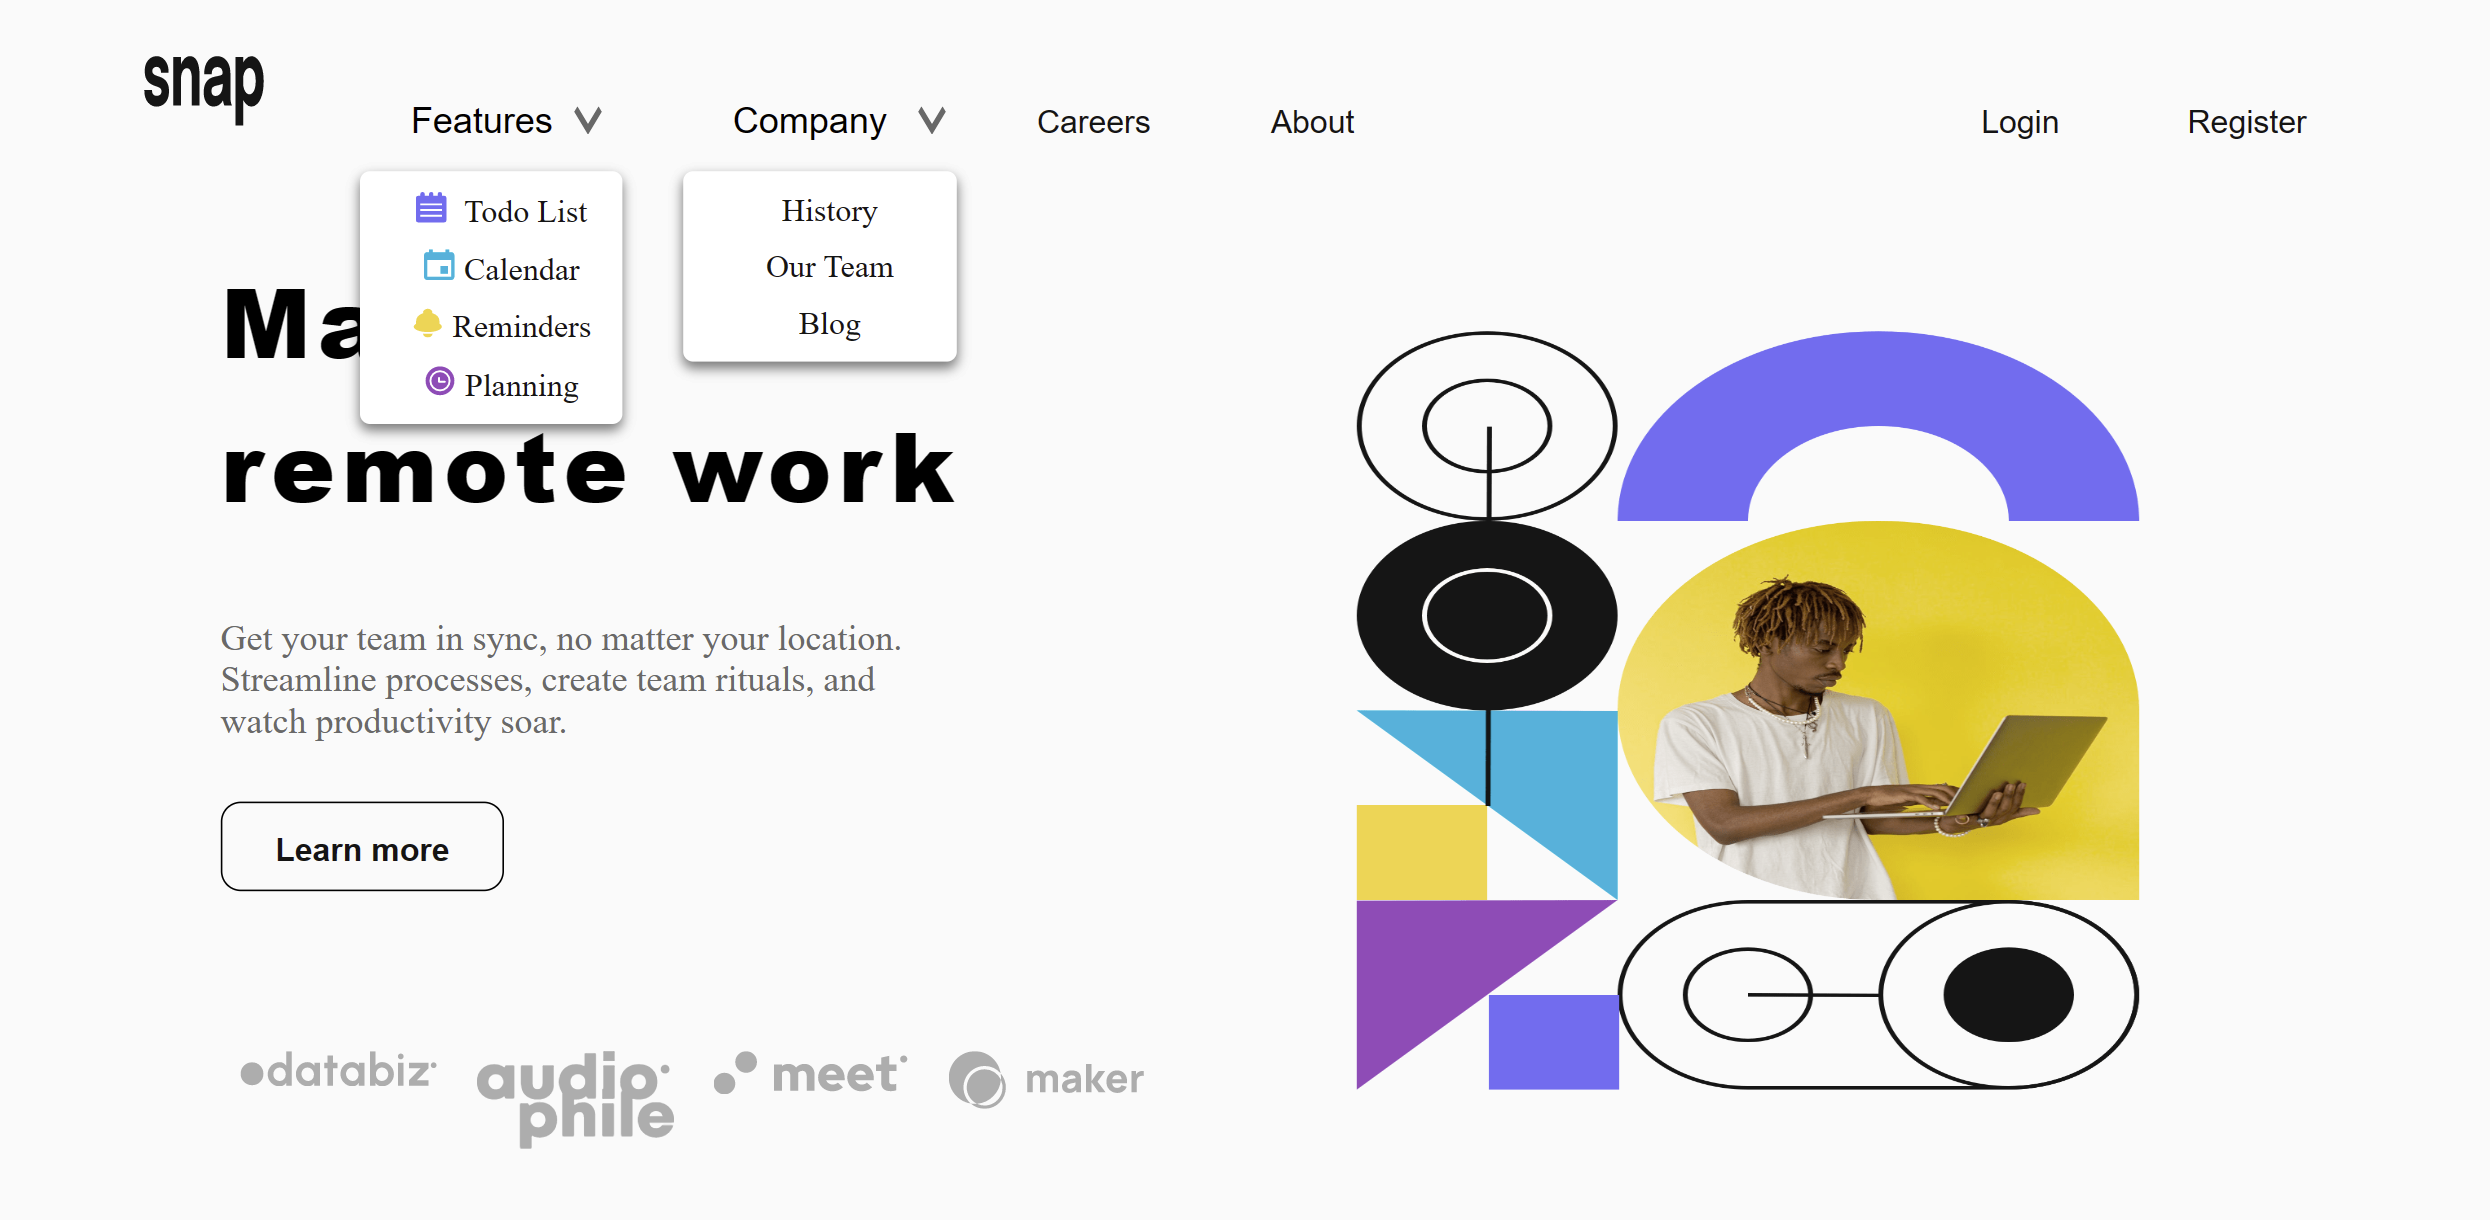 snap
Features
Company
Careers
About
Login
Register
Todo List
Calendar
Reminders
Planning
History
Our Team
Blog
remote work
Get your team in sync, no matter your location.
Streamline processes, create team rituals, and
watch productivity soar.
Learn more
databiz
audio
phile
meet
maker